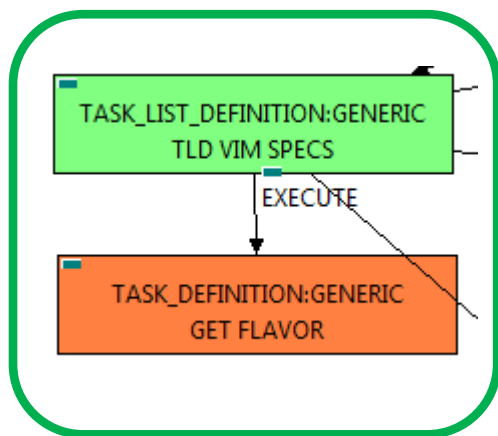 TASK_LIST_DEFINITION:GENERIC
TLD VIM SPECS
EXECUTE
TASK_DEFINITION:GENERIC
GET FLAVOR